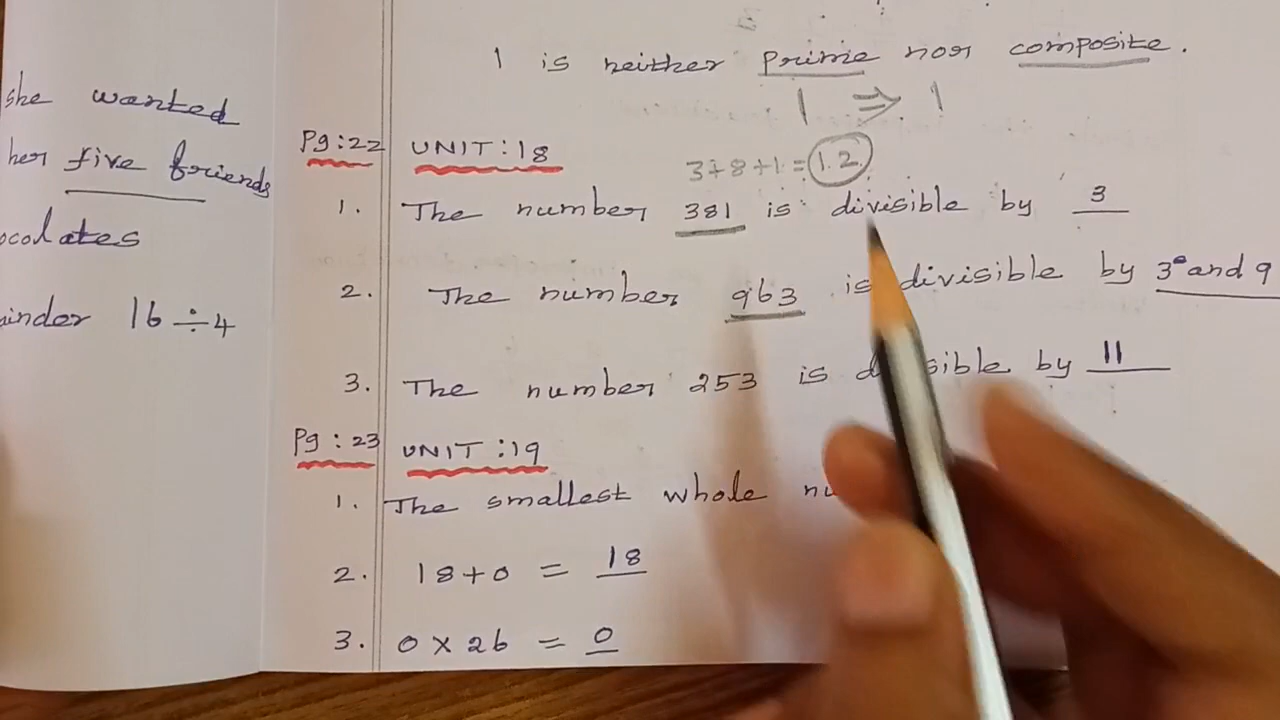 she wanted
her five friends
ocolates
ainder 16 ÷ 4
1 is neither prime nor composite.
1 ⇒ 1
Pg:22 UNIT:18
3+8+1=12
1. The number 381 is divisible by 3
2. The number 963 is divisible by 3 and 9
3. The number 253 is by 11
Pg:23 UNIT:19
1. The smallest whole
2. 18+0 = 18
3. 0 × 26 = 0